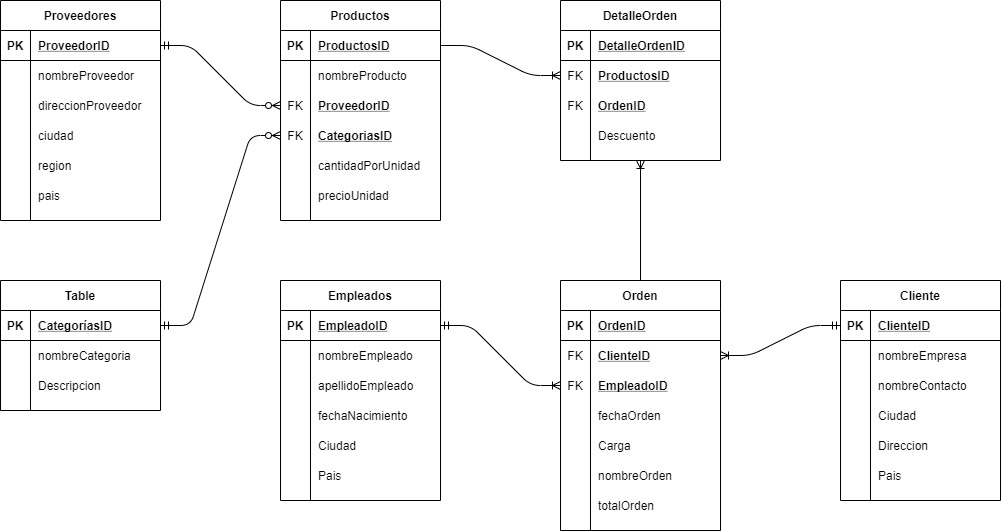 Proveedores
PK ProveedorID
nombreProveedor
direccionProveedor
ciudad
region
pais
Productos
PK ProductosID
nombreProducto
FK ProveedorID
FK CategoriasID
cantidadPorUnidad
precioUnidad
DetalleOrden
PK DetalleOrdenID
FK ProductosID
FK OrdenID
Descuento
Table
PK CategoríasID
nombreCategoria
Descripcion
Empleados
PK EmpleadoID
nombreEmpleado
apellidoEmpleado
fechaNacimiento
Ciudad
Pais
Orden
PK OrdenID
FK ClienteID
FK EmpleadoID
fechaOrden
Carga
nombreOrden
totalOrden
Cliente
PK ClienteID
nombreEmpresa
nombreContacto
Ciudad
Direccion
Pais